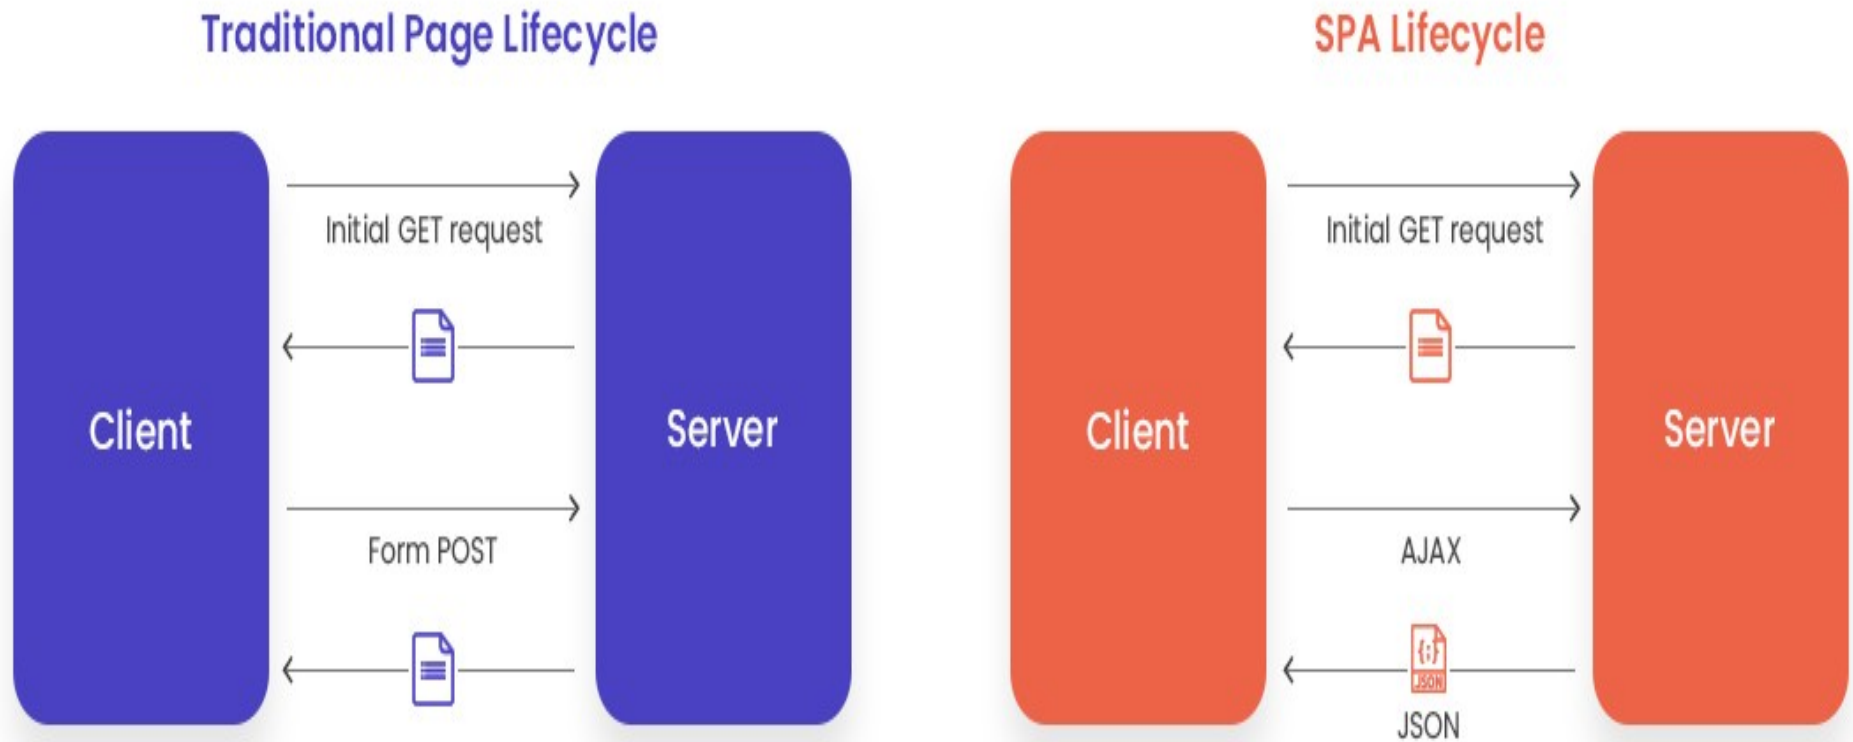 Traditional Page Lifecycle
Client
Initial GET request
Form POST
Server
SPA Lifecycle
Client
Initial GET request
AJAX
{;}
JSON
JSON
Server